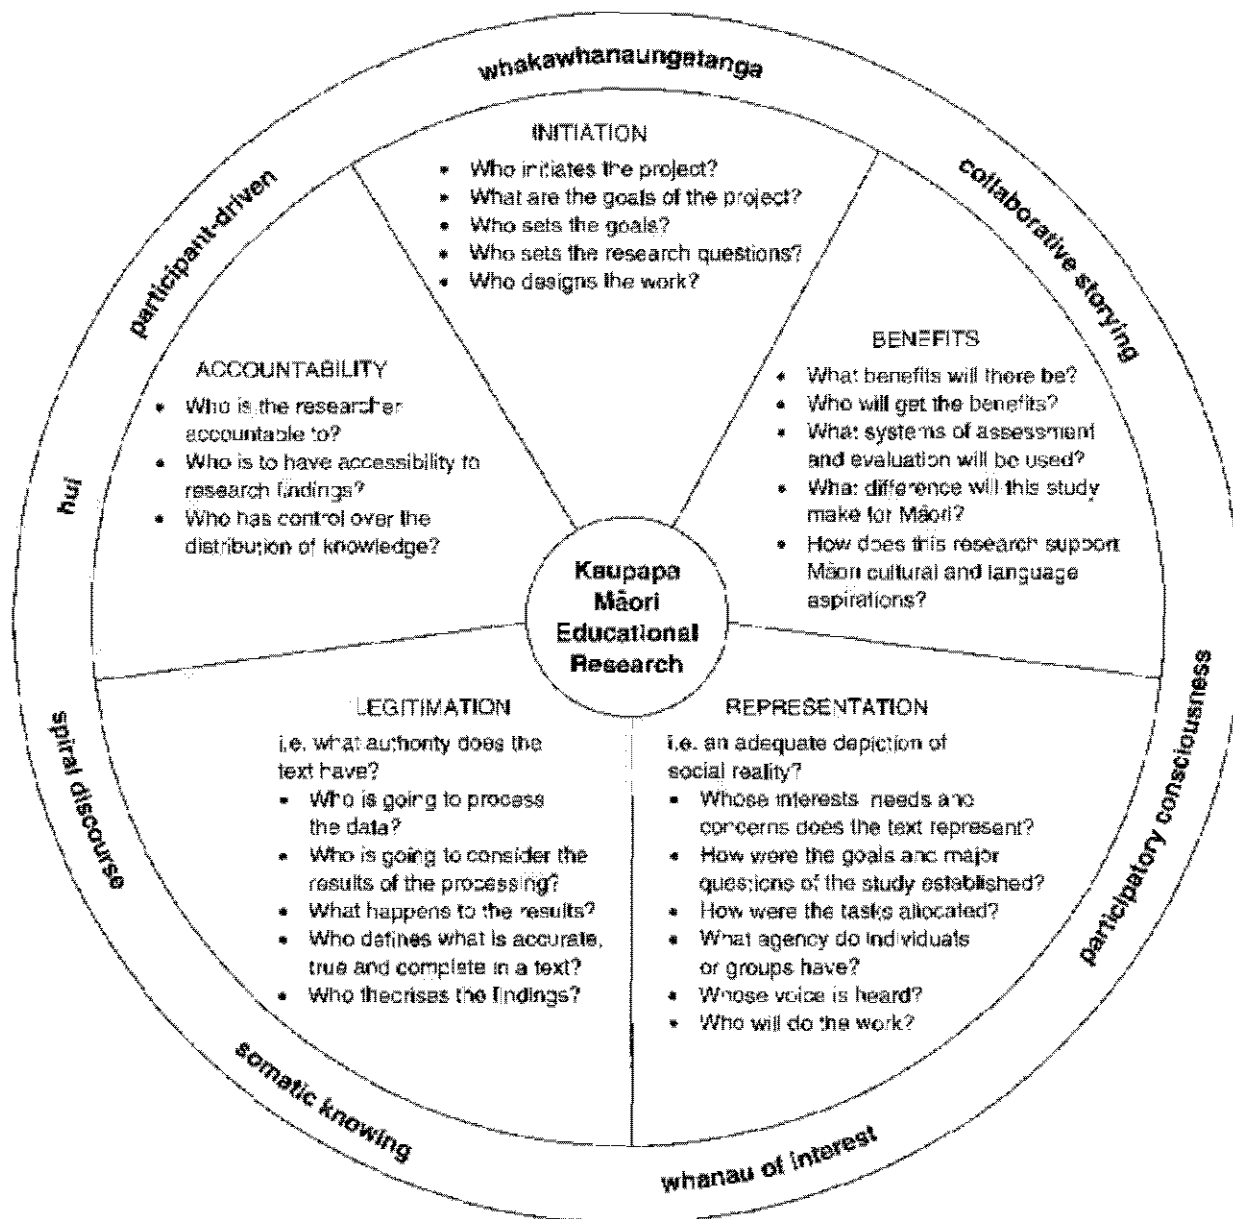 whakawhanaungatanga
collaborative storying
participatory consciousness
whanau of interest
somatic knowing
spiral discourse
hui
participant-driven
INITIATION
• Who initiates the project?
• What are the goals of the project?
• Who sets the goals?
• Who sets the research questions?
• Who designs the work?
BENEFITS
• What benefits will there be?
• Who will get the benefits?
• What systems of assessment
and evaluation will be used?
• What difference will this study
make for Māori?
• How does this research support
Māori cultural and language
aspirations?
REPRESENTATION
i.e. an adequate depiction of
social reality?
• Whose interests needs and
concerns does the text represent?
• How were the goals and major
questions of the study established?
• How were the tasks allocated?
• What agency do individuals
or groups have?
• Whose voice is heard?
• Who will do the work?
LEGITIMATION
i.e. what authority does the
text have?
• Who is going to process
the data?
• Who is going to consider the
results of the processing?
• What happens to the results?
• Who defines what is accurate,
true and complete in a text?
• Who theorises the findings?
ACCOUNTABILITY
• Who is the researcher
accountable to?
• Who is to have accessibility to
research findings?
• Who has control over the
distribution of knowledge?
Kaupapa
Māori
Educational
Research